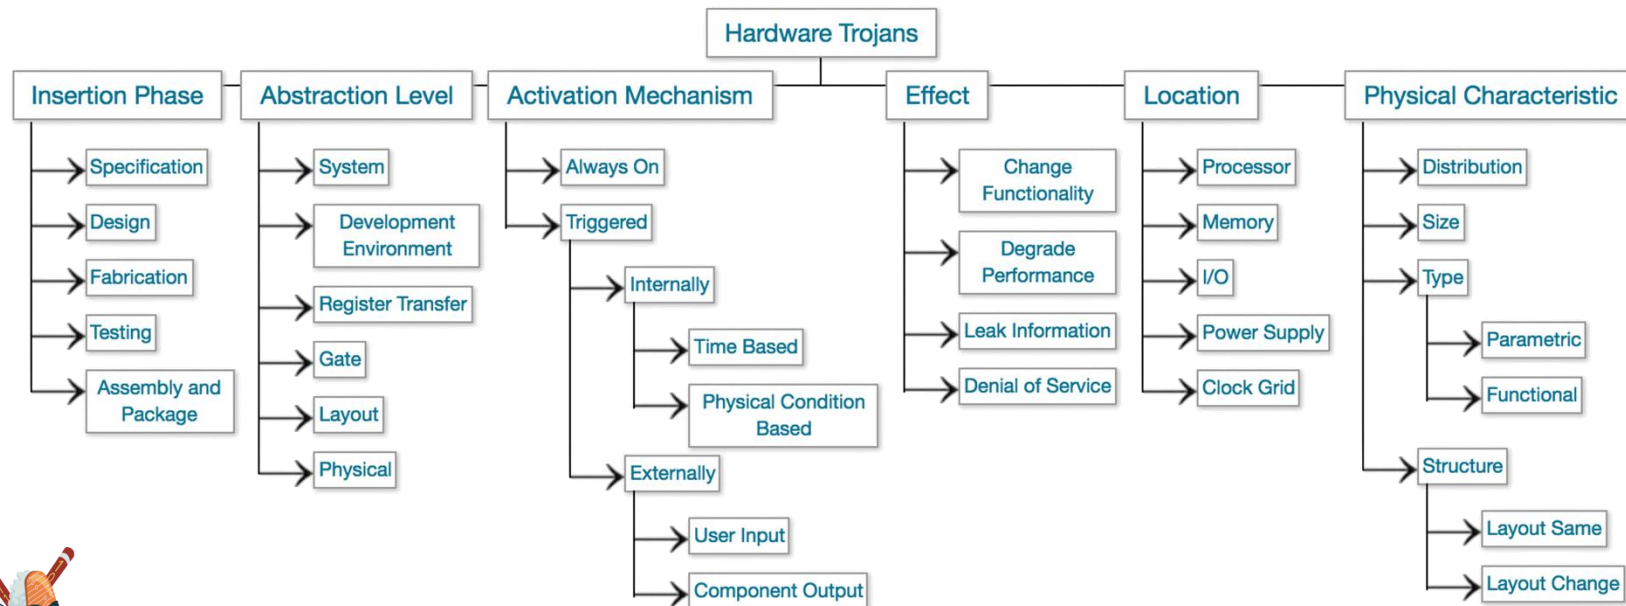 Hardware Trojans
Insertion Phase
Specification
Design
Fabrication
Testing
Assembly and
Package
Abstraction Level
System
Development
Environment
Register Transfer
Gate
Layout
Physical
Activation Mechanism
Always On
Triggered
Internally
Time Based
Physical Condition
Based
Externally
User Input
Component Output
Effect
Change
Functionality
Degrade
Performance
Leak Information
Denial of Service
Location
Processor
Memory
I/O
Power Supply
Clock Grid
Physical Characteristic
Distribution
Size
Type
Parametric
Functional
Structure
Layout Same
Layout Change